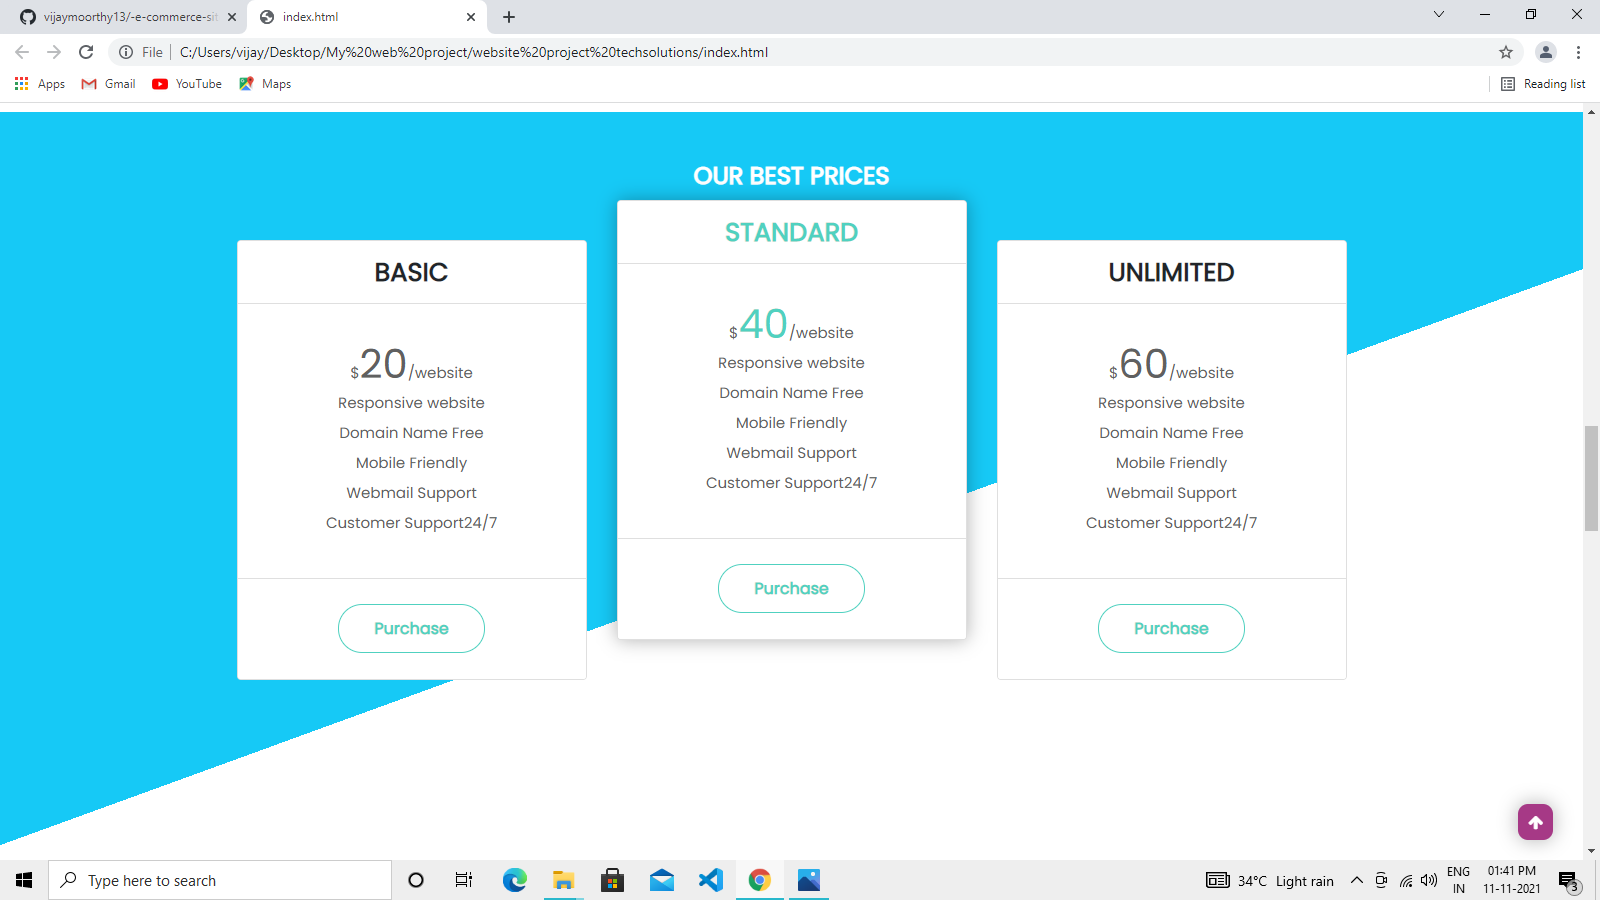 vijaymoorthy13/-e-commerce-sit
index.html
File
C:/Users/vijay/Desktop/My%20web%20project/website%20project%20techsolutions/index.html
Apps
Gmail
YouTube
Maps
Reading list
OUR BEST PRICES
BASIC
$20/website
Responsive website
Domain Name Free
Mobile Friendly
Webmail Support
Customer Support24/7
Purchase
STANDARD
$40/website
Responsive website
Domain Name Free
Mobile Friendly
Webmail Support
Customer Support24/7
Purchase
UNLIMITED
$60/website
Responsive website
Domain Name Free
Mobile Friendly
Webmail Support
Customer Support24/7
Purchase
Type here to search
34°C Light rain
ENG
IN
01:41 PM
11-11-2021
3